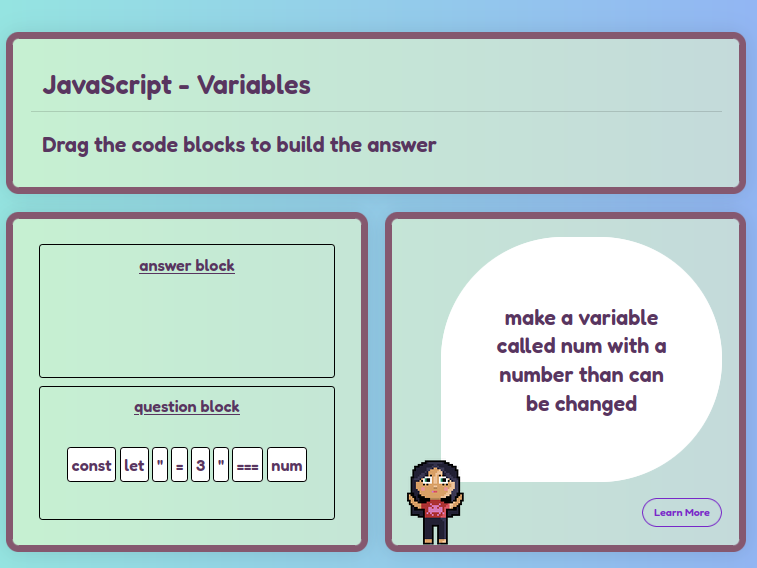 JavaScript - Variables
Drag the code blocks to build the answer
answer block
question block
const let " = 3 " === num
make a variable
called num with a
number than can
be changed
Learn More